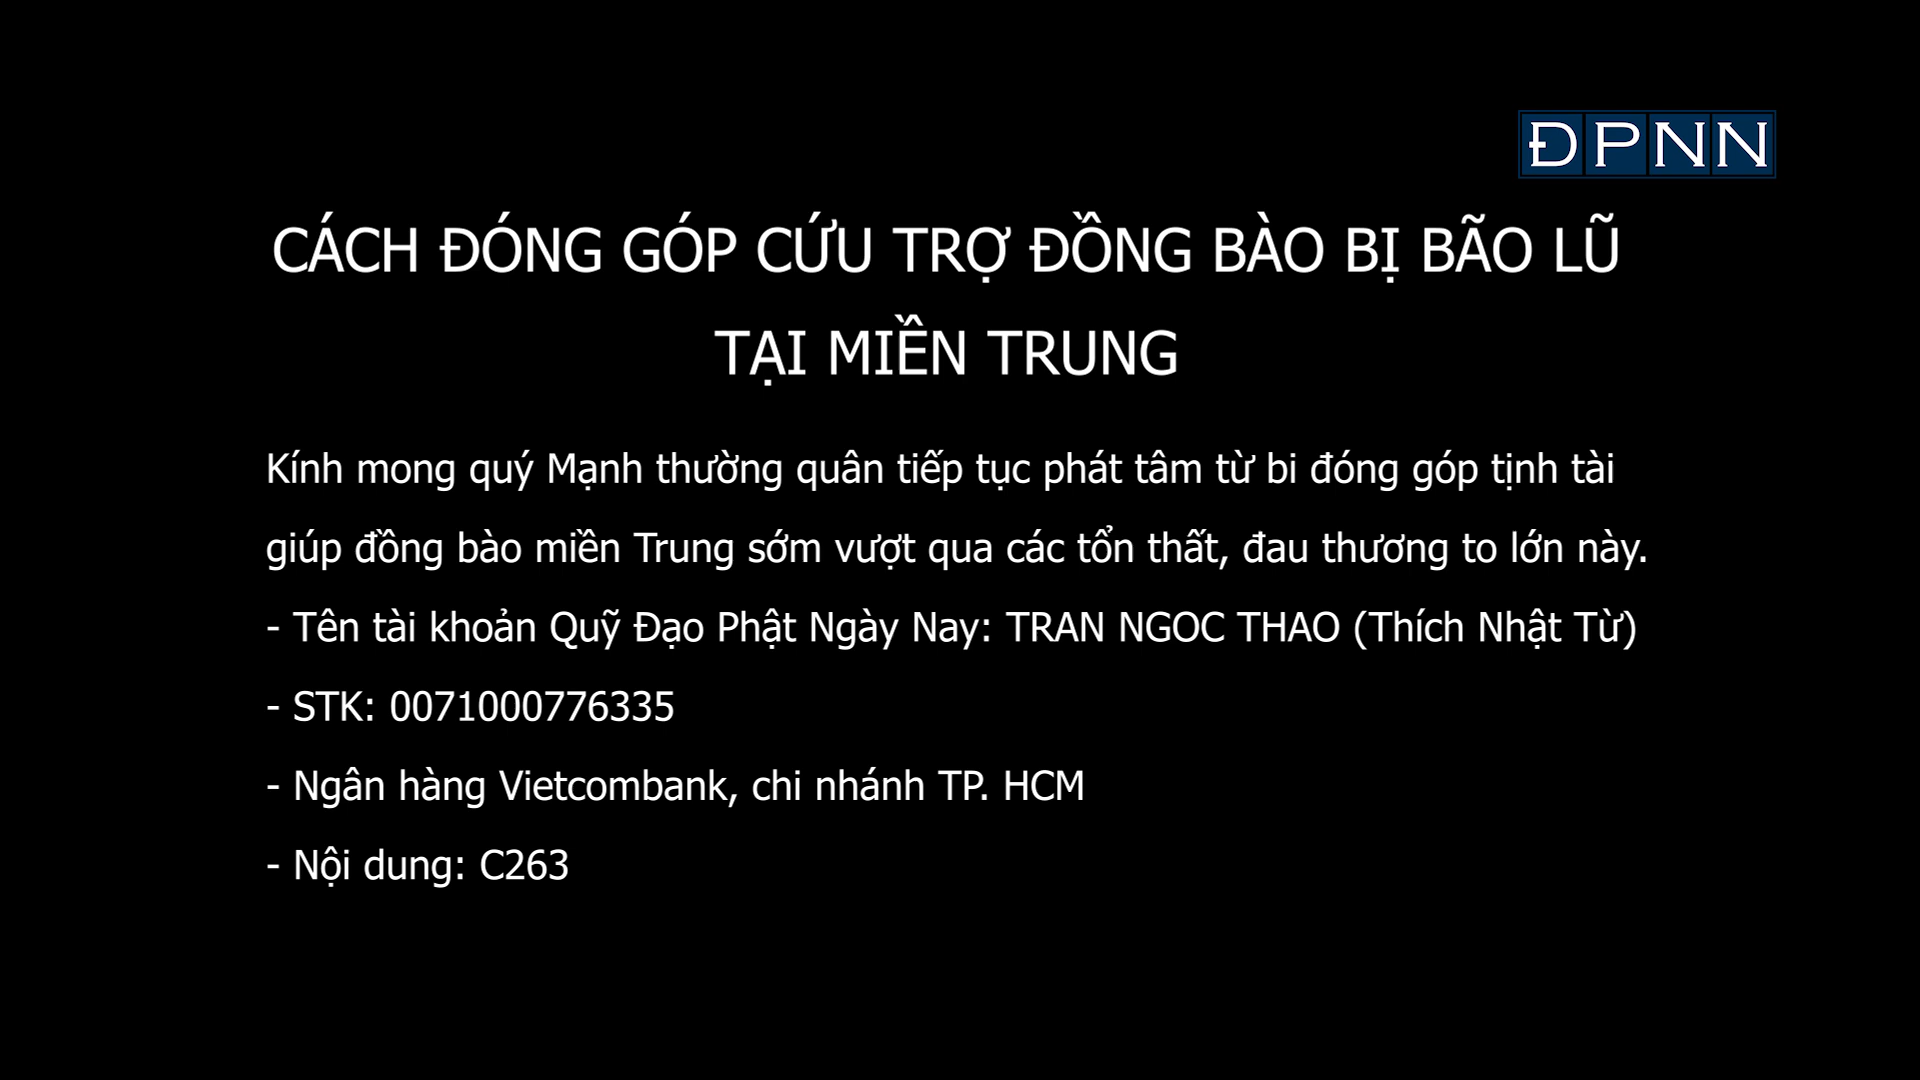 ĐPNN
CÁCH ĐÓNG GÓP CỨU TRỢ ĐỒNG BÀO BỊ BÃO LŨ
TẠI MIỀN TRUNG
Kính mong quý Mạnh thường quân tiếp tục phát tâm từ bi đóng góp tịnh tài
giúp đồng bào miền Trung sớm vượt qua các tổn thất, đau thương to lớn này.
- Tên tài khoản Quỹ Đạo Phật Ngày Nay: TRAN NGOC THAO (Thích Nhật Từ)
- STK: 0071000776335
- Ngân hàng Vietcombank, chi nhánh TP. HCM
- Nội dung: C263